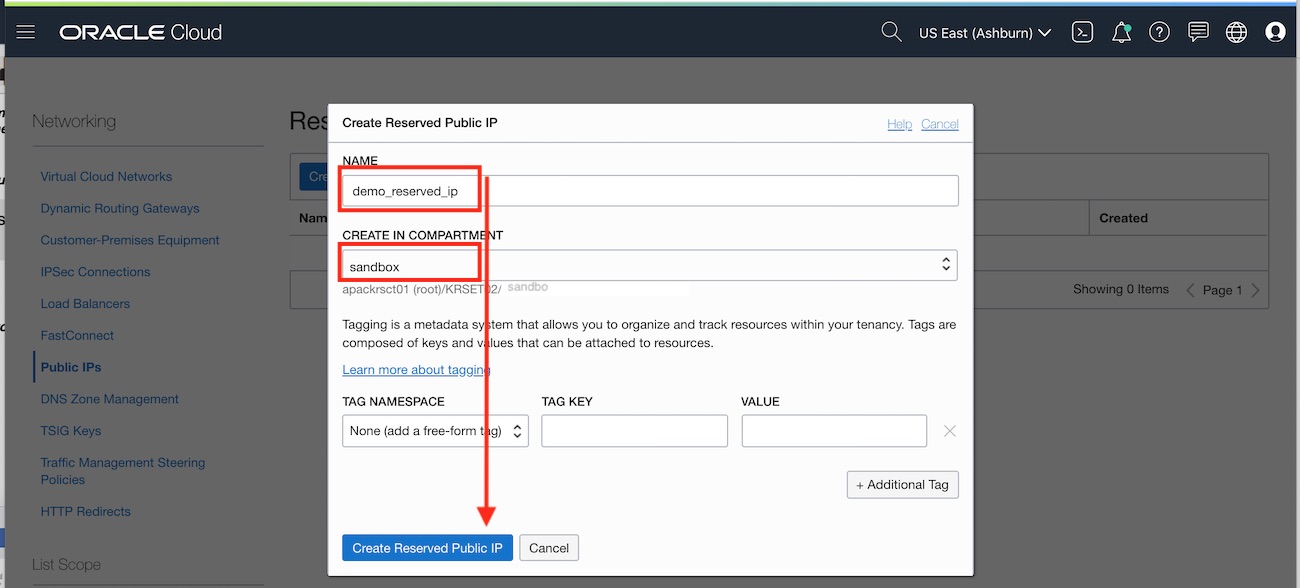 ORACLE Cloud
US East (Ashburn)
Networking
Virtual Cloud Networks
Dynamic Routing Gateways
Customer-Premises Equipment
IPSec Connections
Load Balancers
FastConnect
Public IPs
DNS Zone Management
TSIG Keys
Traffic Management Steering
Policies
HTTP Redirects
List Scope
Res
Cre
Nam
Created
Showing 0 Items
Page 1
Create Reserved Public IP
Help Cancel
NAME
demo_reserved_ip
CREATE IN COMPARTMENT
sandbox
apackrsct01 (root)/KRSET02/ sandbo
Tagging is a metadata system that allows you to organize and track resources within your tenancy. Tags are
composed of keys and values that can be attached to resources.
Learn more about tagging
TAG NAMESPACE TAG KEY VALUE
None (add a free-form tag)
+ Additional Tag
Create Reserved Public IP Cancel